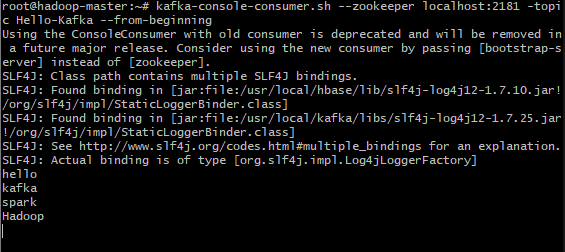 root@hadoop-master:~# kafka-console-consumer.sh --zookeeper localhost:2181 -topi
c Hello-Kafka --from-beginning
Using the ConsoleConsumer with old consumer is deprecated and will be removed in
 a future major release. Consider using the new consumer by passing [bootstrap-s
erver] instead of [zookeeper].
SLF4J: Class path contains multiple SLF4J bindings.
SLF4J: Found binding in [jar:file:/usr/local/hbase/lib/slf4j-log4j12-1.7.10.jar!
/org/slf4j/impl/StaticLoggerBinder.class]
SLF4J: Found binding in [jar:file:/usr/local/kafka/libs/slf4j-log4j12-1.7.25.jar
!/org/slf4j/impl/StaticLoggerBinder.class]
SLF4J: See http://www.slf4j.org/codes.html#multiple_bindings for an explanation.
SLF4J: Actual binding is of type [org.slf4j.impl.Log4jLoggerFactory]
hello
kafka
spark
Hadoop